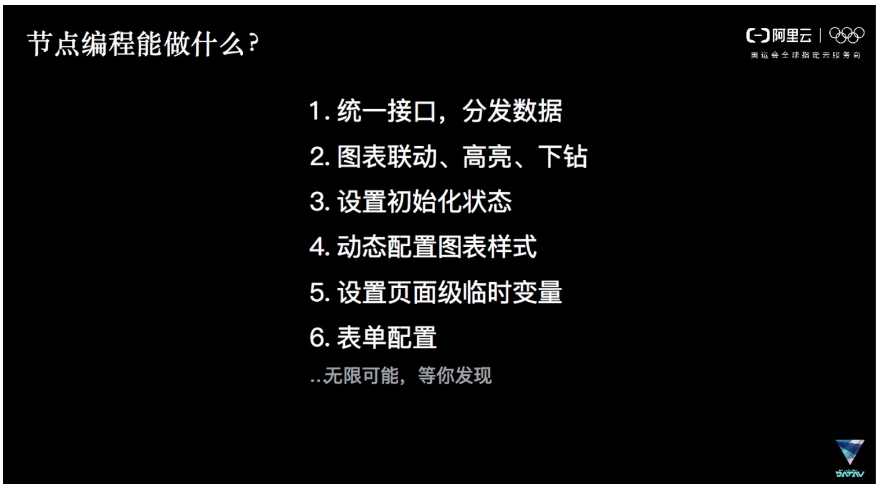 节点编程能做什么?
阿里云
奥运会全球指定云服务商
1. 统一接口，分发数据
2. 图表联动、高亮、下钻
3. 设置初始化状态
4. 动态配置图表样式
5. 设置页面级临时变量
6. 表单配置
...无限可能，等你发现
DATAV